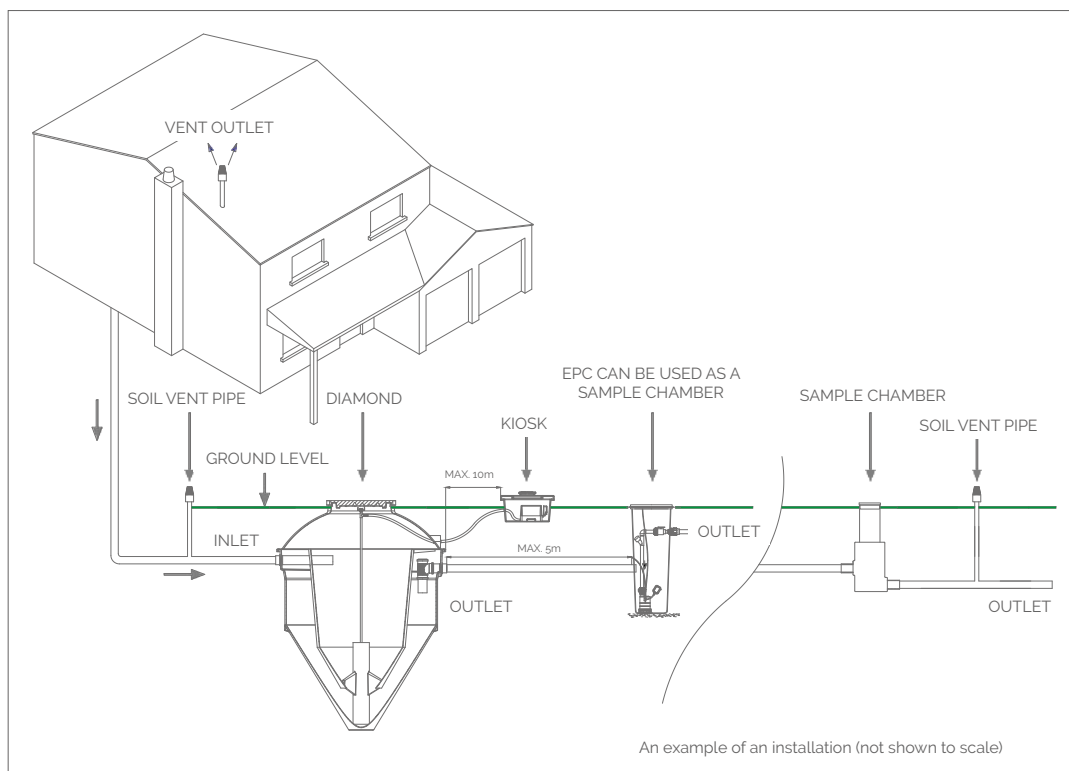 VENT OUTLET
EPC CAN BE USED AS A
SAMPLE CHAMBER
SOIL VENT PIPE
DIAMOND
SAMPLE CHAMBER
KIOSK
SOIL VENT PIPE
GROUND LEVEL
MAX. 10m
INLET
OUTLET
MAX. 5m
OUTLET
OUTLET
An example of an installation (not shown to scale)